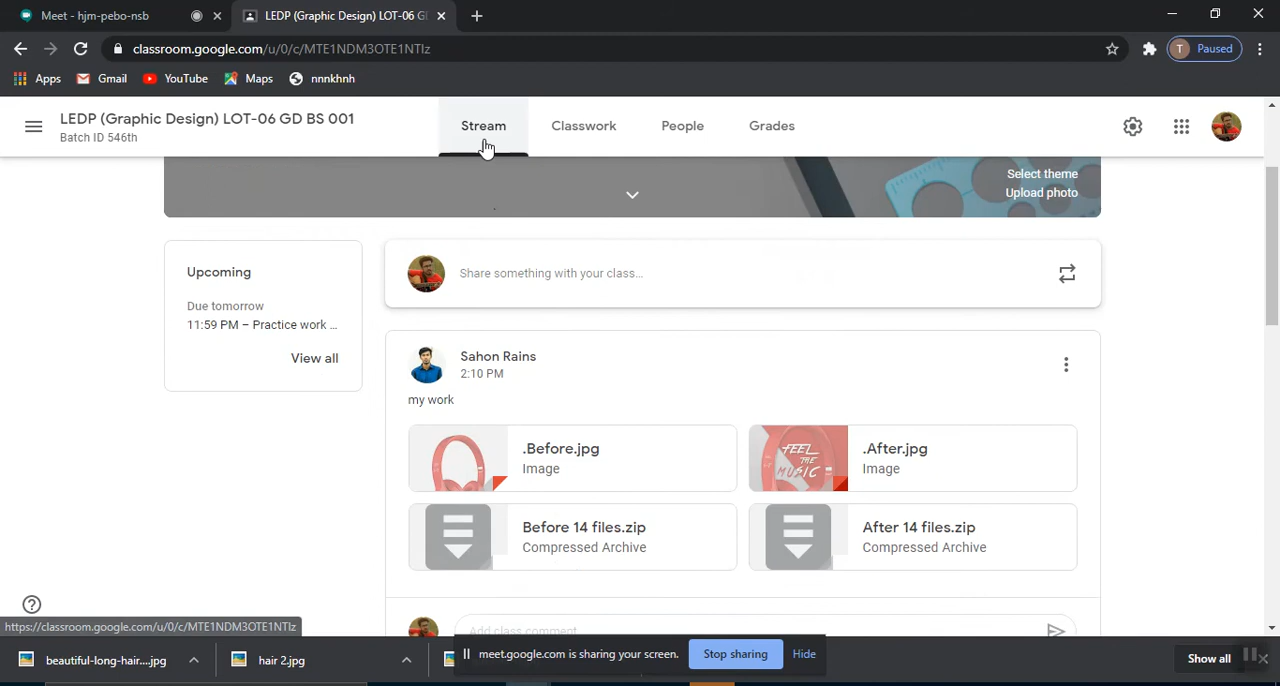 Meet - hjm-pebo-nsb
LEDP (Graphic Design) LOT-06 G
classroom.google.com/u/0/c/MTE1NDM3OTE1NTIz
T Paused
Apps Gmail YouTube Maps nnnkhnh
LEDP (Graphic Design) LOT-06 GD BS 001
Batch ID 546th
Stream Classwork People Grades
Select theme
Upload photo
Upcoming
Due tomorrow
11:59 PM – Practice work ...
View all
Share something with your class...
Sahon Rains
2:10 PM
my work
.Before.jpg
Image
FEEL THE MUSIC
.After.jpg
Image
Before 14 files.zip
Compressed Archive
After 14 files.zip
Compressed Archive
Add class comment
https://classroom.google.com/u/0/c/MTE1NDM3OTE1NTIz
beautiful-long-hair....jpg
hair 2.jpg
meet.google.com is sharing your screen.
Stop sharing
Hide
Show all